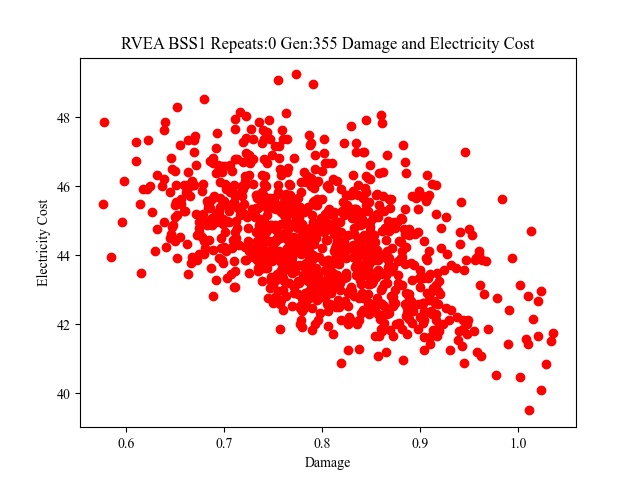 RVEA BSS1 Repeats:0 Gen:355 Damage and Electricity Cost
48
46
44
42
40
Electricity Cost
0.6 0.7 0.8 0.9 1.0
Damage